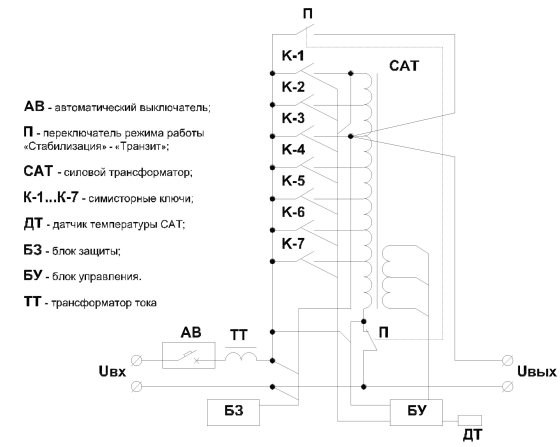 П
К-1
САТ
К-2
К-3
К-4
К-5
К-6
К-7
АВ - автоматический выключатель;
П - переключатель режима работы
«Стабилизация» - «Транзит»;
САТ - силовой трансформатор;
К-1...К-7 - симисторные ключи;
ДТ - датчик температуры САТ;
БЗ - блок защиты;
БУ - блок управления.
ТТ - трансформатор тока
АВ
ТТ
П
Uвх
Uвых
БЗ
БУ
ДТ